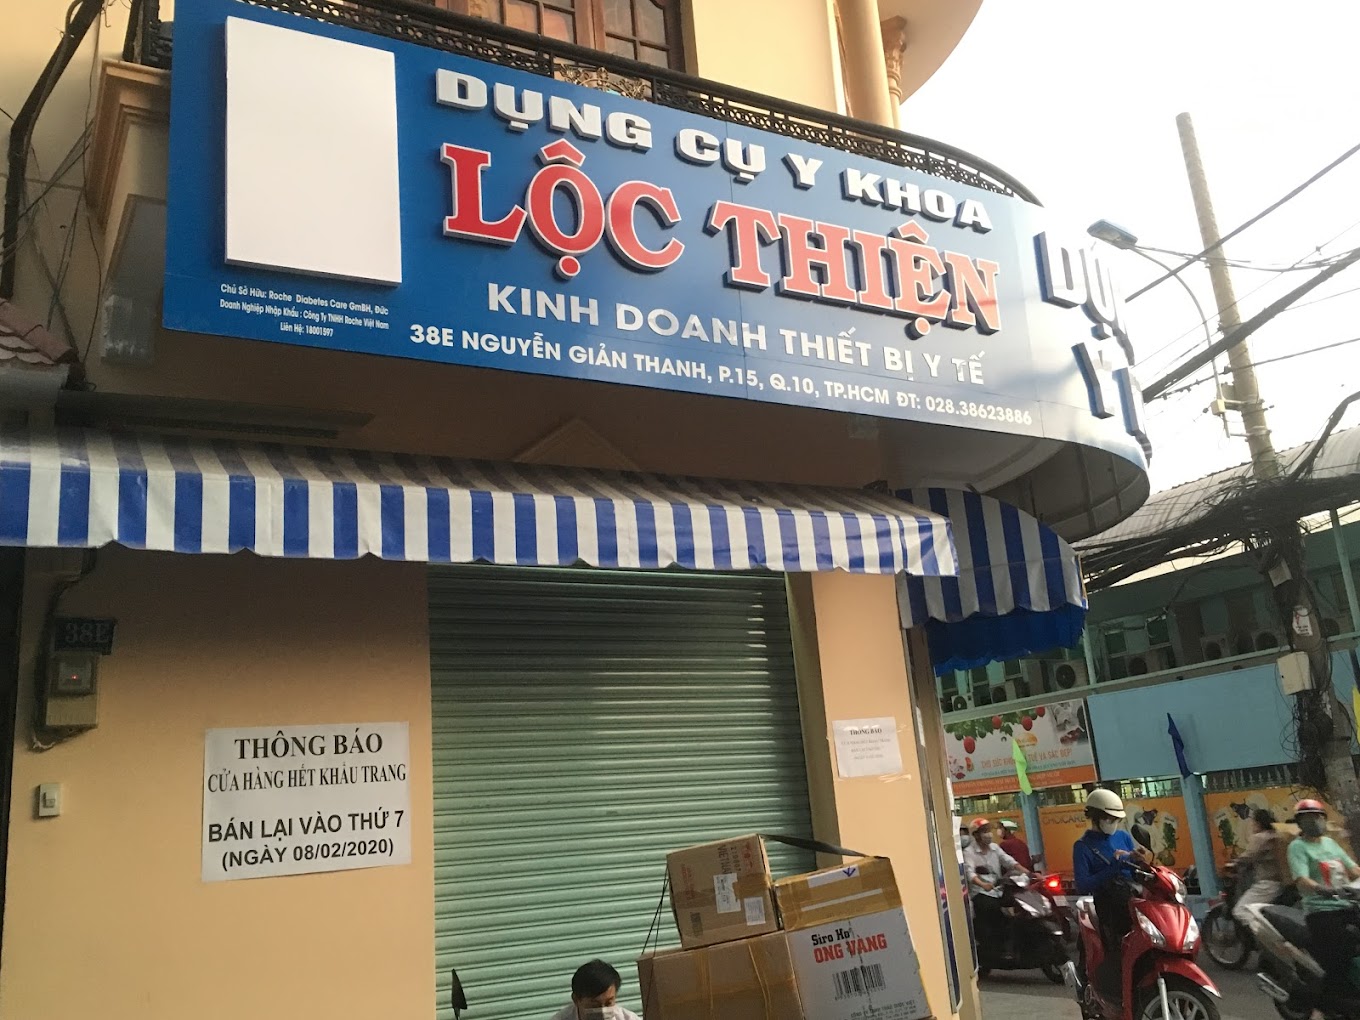 DỤNG CỤ Y KHOA
LỘC THIỆN
KINH DOANH THIẾT BỊ Y TẾ
38E NGUYỄN GIẢN THANH, P.15, Q.10, TP.HCM ĐT: 028.38623886
Chủ Sở Hữu: Roche Diabetes Care GmBH, Đức
Doanh Nghiệp Nhập Khẩu : Công Ty TNHH Roche Việt Nam
Liên Hệ: 18001597
DỤ
Y
38E
THÔNG BÁO
CỬA HÀNG HẾT KHẨU TRANG
BÁN LẠI VÀO THỨ 7
(NGÀY 08/02/2020)
THÔNG BÁO
Siro Ho
ONG VÀNG